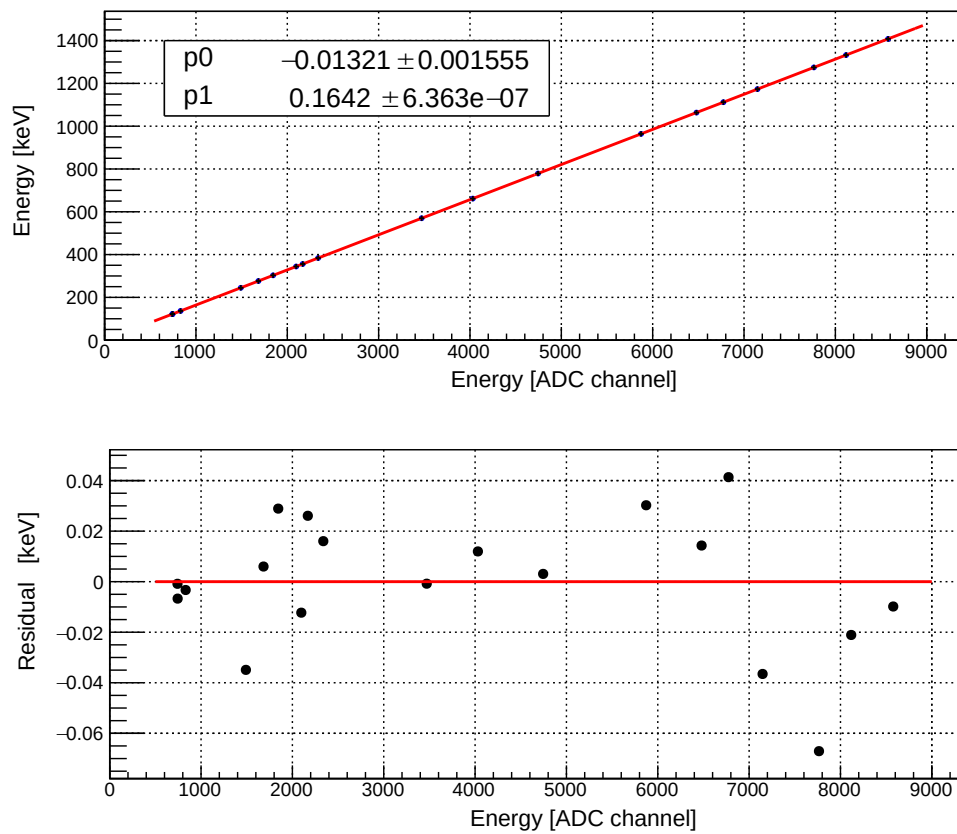 1400
1200
1000
800
600
400
200
0
Energy [keV]
p0 −0.01321 ± 0.001555
p1 0.1642 ± 6.363e−07
0 1000 2000 3000 4000 5000 6000 7000 8000 9000
Energy [ADC channel]
0.04
0.02
0
−0.02
−0.04
−0.06
Residual [keV]
0 1000 2000 3000 4000 5000 6000 7000 8000 9000
Energy [ADC channel]